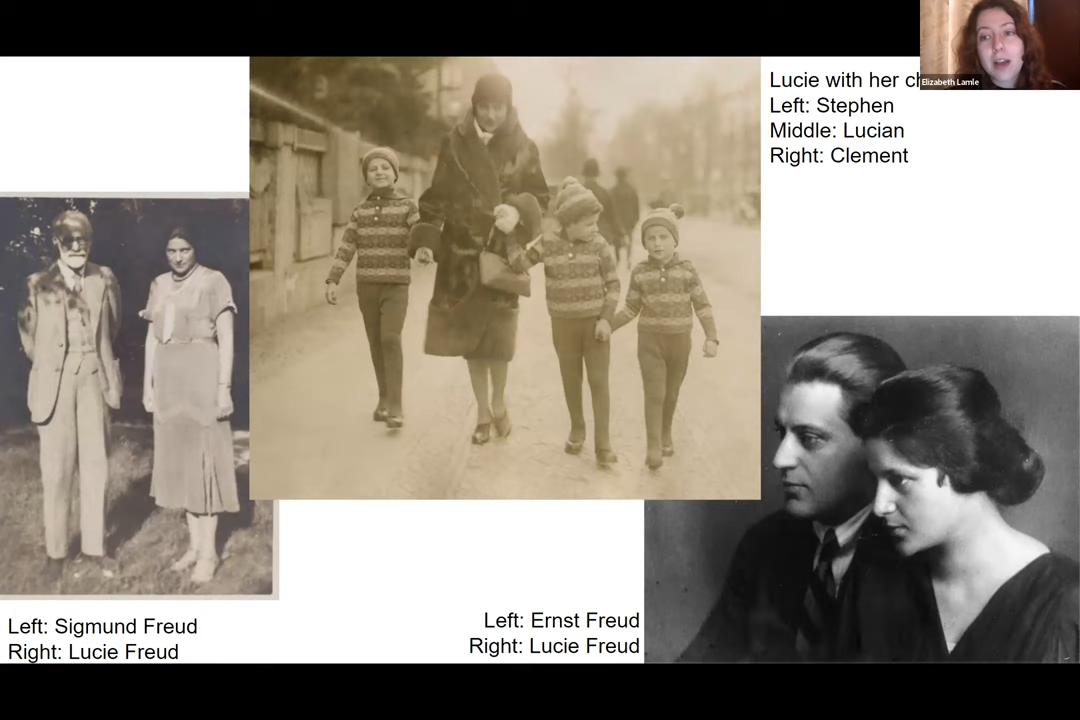 Lucie with her
Left: Stephen
Middle: Lucian
Right: Clement
Elizabeth Lamle
Left: Sigmund Freud
Right: Lucie Freud
Left: Ernst Freud
Right: Lucie Freud